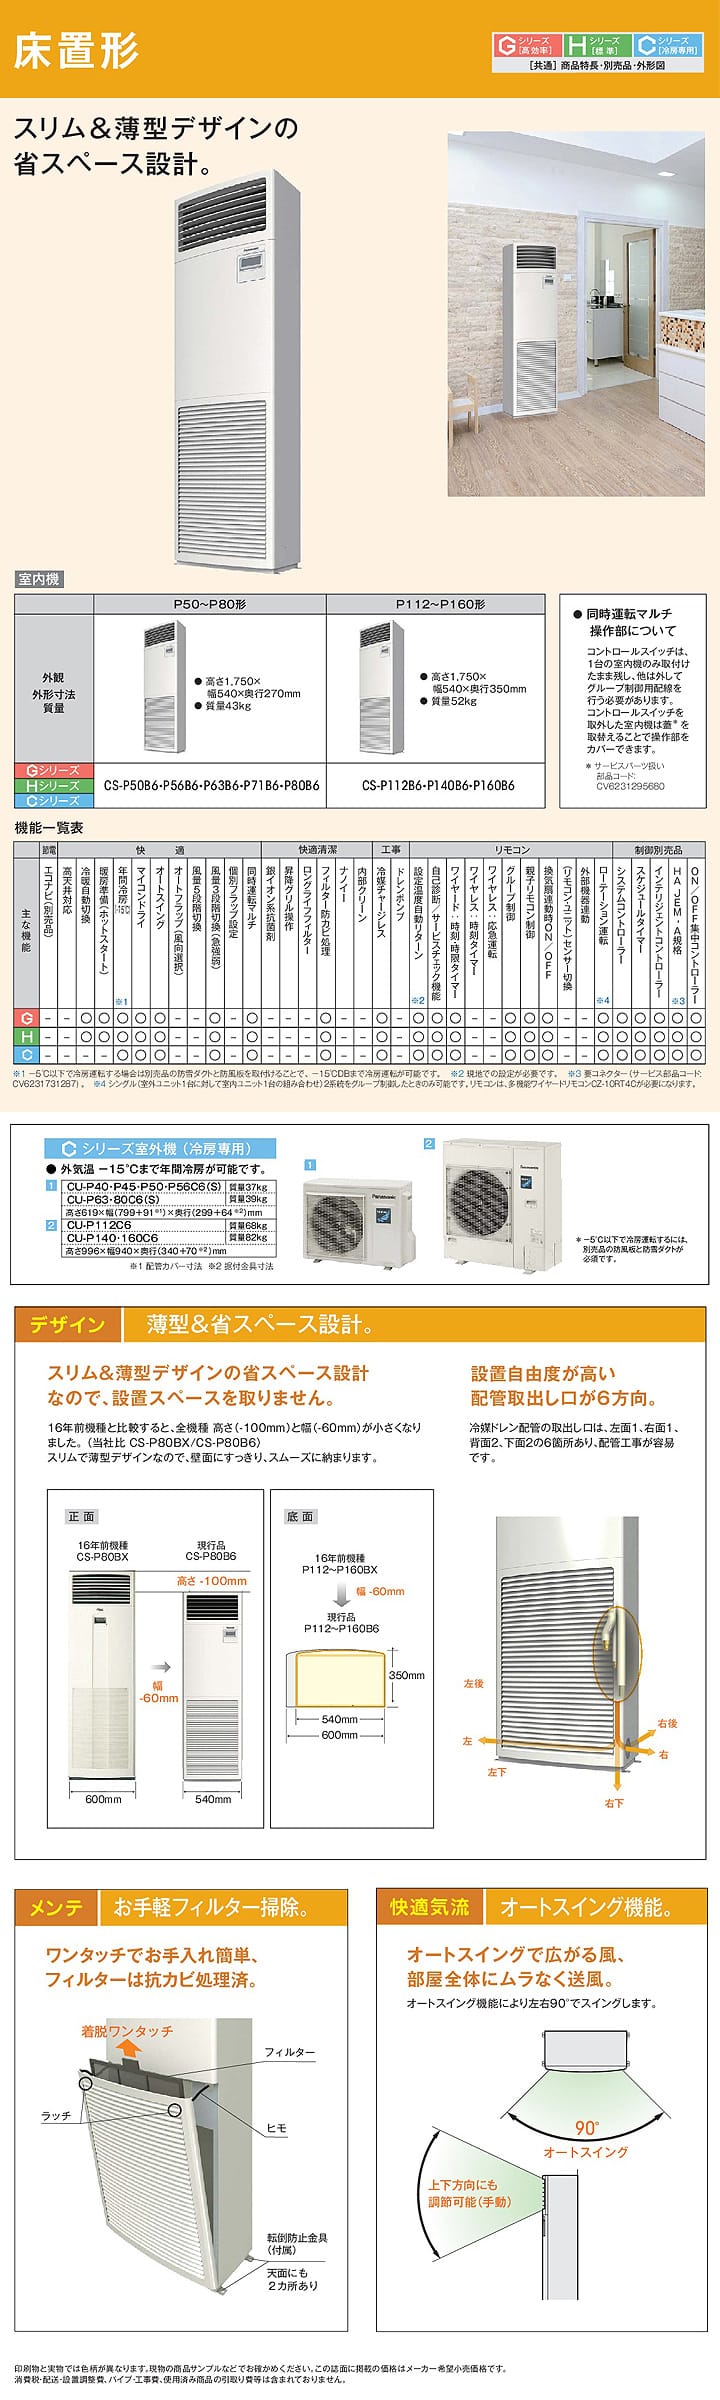 床置形
Gシリーズ[高効率]
Hシリーズ[標準]
Cシリーズ[冷房専用]
[共通] 商品特長・別売品・外形図
スリム＆薄型デザインの
省スペース設計。
室内機
P50～P80形
P112～P160形
外観
外形寸法
質量
● 高さ1,750×
幅540×奥行270mm
● 質量43kg
● 高さ1,750×
幅540×奥行350mm
● 質量52kg
Gシリーズ
Hシリーズ
Cシリーズ
CS-P50B6・P56B6・P63B6・P71B6・P80B6
CS-P112B6・P140B6・P160B6
● 同時運転マルチ
操作部について
コントロールスイッチは、
1台の室内機のみ取付け
たまま残し、他は外して
グループ制御用配線を
行う必要があります。
コントロールスイッチを
取外した室内機は蓋＊を
取替えることで操作部を
カバーできます。
＊ サービスパーツ扱い
部品コード:
CV6231295680
機能一覧表
主な機能
節電
快適
快適清潔
工事
リモコン
制御別売品
エコナビ(別売品)
高天井対応
冷暖自動切換
暖房準備(ホットスタート)
年間冷房(-15℃) ※1
マイコンドライ
オートスイング
オートフラップ(風向選択)
風量5段階切換
風量3段階切換(急強弱)
個別フラップ設定
同時運転マルチ
銀イオン系抗菌剤
昇降グリル操作
ロングライフフィルター
フィルター防カビ処理
ナノイー
内部クリーン
冷媒チャージレス
ドレンポンプ
設定温度自動リターン ※2
自己診断／サービスチェック機能
ワイヤード:時刻・時限タイマー
ワイヤレス:時刻タイマー
ワイヤレス:応急運転
グループ制御
親子リモコン制御
換気扇連動時ON／OFF
(リモコン・ユニット)センサー切換
外部機器連動
ローテーション運転 ※4
システムコントローラー
スケジュールタイマー
インテリジェントコントローラー
HA JEM・A規格 ※3
ON／OFF集中コントローラー
G
H
C
※1 －5℃以下で冷房運転する場合は別売品の防雪ダクトと防風板を取付けることで、－15℃DBまで冷房運転が可能です。 ※2 現地での設定が必要です。 ※3 要コネクター(サービス部品コード:
CV6231731287)。 ※4 シングル(室外ユニット1台に対して室内ユニット1台の組み合わせ)2系統をグループ制御したときのみ可能です。リモコンは、多機能ワイヤードリモコンCZ-10RT4Cが必要になります。
Cシリーズ室外機（冷房専用）
● 外気温 －15℃まで年間冷房が可能です。
1 CU-P40・P45・P50・P56C6(S) 質量37kg
CU-P63・80C6(S) 質量39kg
高さ619×幅(799+91※1)×奥行(299+64※2)mm
2 CU-P112C6 質量68kg
CU-P140・160C6 質量82kg
高さ996×幅940×奥行(340+70※2)mm
※1 配管カバー寸法 ※2 据付金具寸法
1
Panasonic
2
＊－5℃以下で冷房運転するには、
別売品の防風板と防雪ダクトが
必須です。
デザイン 薄型&省スペース設計。
スリム＆薄型デザインの省スペース設計
なので、設置スペースを取りません。
16年前機種と比較すると、全機種 高さ(-100mm)と幅(-60mm)が小さくなり
ました。（当社比 CS-P80BX/CS-P80B6）
スリムで薄型デザインなので、壁面にすっきり、スムーズに納まります。
設置自由度が高い
配管取出し口が6方向。
冷媒ドレン配管の取出し口は、左面1、右面1、
背面2、下面2の6箇所あり、配管工事が容易
です。
正面
16年前機種
CS-P80BX
現行品
CS-P80B6
高さ -100mm
幅
-60mm
600mm
540mm
底面
16年前機種
P112～P160BX
幅 -60mm
現行品
P112～P160B6
350mm
540mm
600mm
左後
左
左下
右後
右
右下
メンテ お手軽フィルター掃除。
ワンタッチでお手入れ簡単、
フィルターは抗カビ処理済。
着脱ワンタッチ
フィルター
ラッチ
ヒモ
転倒防止金具
（付属）
天面にも
2カ所あり
快適気流 オートスイング機能。
オートスイングで広がる風、
部屋全体にムラなく送風。
オートスイング機能により左右90°でスイングします。
90°
オートスイング
上下方向にも
調節可能（手動）
印刷物と実物では色柄が異なります。現物の商品サンプルなどでお確かめください。この誌面に掲載の価格はメーカー希望小売価格です。
消費税・配送・設置調整費、パイプ・工事費、使用済み商品の引取り費等は含まれておりません。